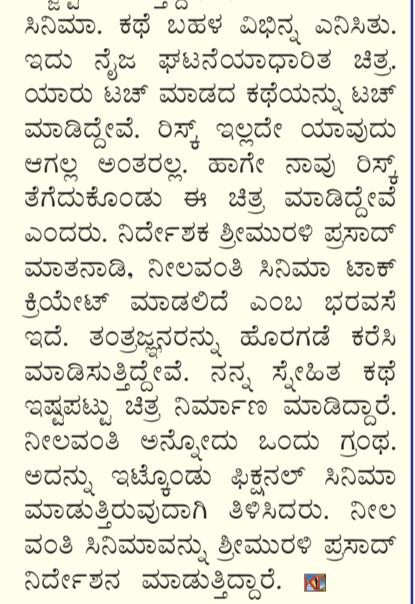 ಸಿನಿಮಾ. ಕಥೆ ಬಹಳ ವಿಭಿನ್ನ ಎನಿಸಿತು.
ಇದು ನೈಜ ಘಟನೆಯಾಧಾರಿತ ಚಿತ್ರ.
ಯಾರು ಟಚ್ ಮಾಡದ ಕಥೆಯನ್ನು ಟಚ್
ಮಾಡಿದ್ದೇವೆ. ರಿಸ್ಕ್ ಇಲ್ಲದೇ ಯಾವುದು
ಆಗಲ್ಲ ಅಂತರಲ್ಲ. ಹಾಗೇ ನಾವು ರಿಸ್ಕ್
ತೆಗೆದುಕೊಂಡು ಈ ಚಿತ್ರ ಮಾಡಿದ್ದೇವೆ
ಎಂದರು. ನಿರ್ದೇಶಕ ಶ್ರೀಮುರಳಿ ಪ್ರಸಾದ್
ಮಾತನಾಡಿ, ನೀಲವಂತಿ ಸಿನಿಮಾ ಟಾಕ್
ಕ್ರಿಯೇಟ್ ಮಾಡಲಿದೆ ಎಂಬ ಭರವಸೆ
ಇದೆ. ತಂತ್ರಜ್ಞನರನ್ನು ಹೊರಗಡೆ ಕರೆಸಿ
ಮಾಡಿಸುತ್ತಿದ್ದೇವೆ. ನನ್ನ ಸ್ನೇಹಿತ ಕಥೆ
ಇಷ್ಟಪಟ್ಟು ಚಿತ್ರ ನಿರ್ಮಾಣ ಮಾಡಿದ್ದಾರೆ.
ನೀಲವಂತಿ ಅನ್ನೋದು ಒಂದು ಗ್ರಂಥ.
ಅದನ್ನು ಇಟ್ಕೊಂಡು ಫಿಕ್ಷನಲ್ ಸಿನಿಮಾ
ಮಾಡುತ್ತಿರುವುದಾಗಿ ತಿಳಿಸಿದರು. ನೀಲ
ವಂತಿ ಸಿನಿಮಾವನ್ನು ಶ್ರೀಮುರಳಿ ಪ್ರಸಾದ್
ನಿರ್ದೇಶನ ಮಾಡುತ್ತಿದ್ದಾರೆ.